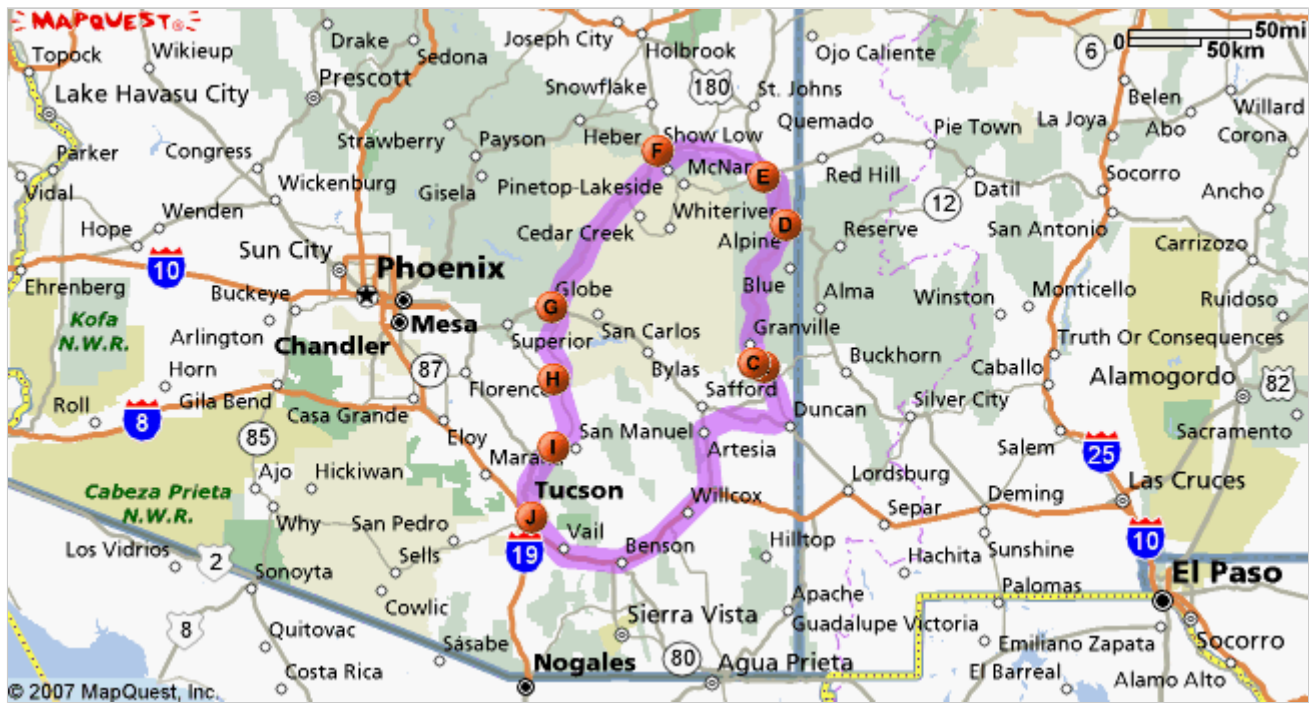 MAPQUEST
50mi
0
50km
Topock
Wikieup
Drake
Sedona
Joseph City
Holbrook
Ojo Caliente
6
Prescott
180
Belen
Willard
Lake Havasu City
Snowflake
St. Johns
Quemado
Pie Town
La Joya
Abo
Corona
Strawberry
Payson
Heber
Show Low
Parker
Congress
F
McNar
E
Red Hill
Datil
Socorro
Vidal
Wickenburg
Gisela
Pinetop-Lakeside
Ancho
Wenden
Whiteriver
D
12
Hope
Cedar Creek
Alpine
Reserve
San Antonio
Sun City
Carrizozo
10
Phoenix
Blue
Ehrenberg
Buckeye
Globe
G
Alma
Winston
Monticello
Ruidoso
Kofa
N.W.R.
Arlington
Mesa
San Carlos
Granville
Truth Or Consequences
Chandler
Superior
Buckhorn
Horn
87
Florence
H
Bylas
C
Safford
Caballo
Alamogordo
82
Roll
8
Gila Bend
Casa Grande
Duncan
Silver City
Sacramento
85
Eloy
San Manuel
Artesia
Salem
25
Ajo
Hickiwan
Marana
I
Lordsburg
Las Cruces
Cabeza Prieta
N.W.R.
Tucson
Willcox
Separ
Deming
Why
San Pedro
J
Vail
10
Los Vidrios
2
Sells
19
Benson
Hilltop
Hachita
Sunshine
El Paso
Sonoyta
Cowlic
Apache
Palomas
8
Quitovac
Sierra Vista
Guadalupe Victoria
Emiliano Zapata
Socorro
Costa Rica
Sásabe
Nogales
80
Agua Prieta
El Barreal
Alamo Alto
© 2007 MapQuest, Inc.